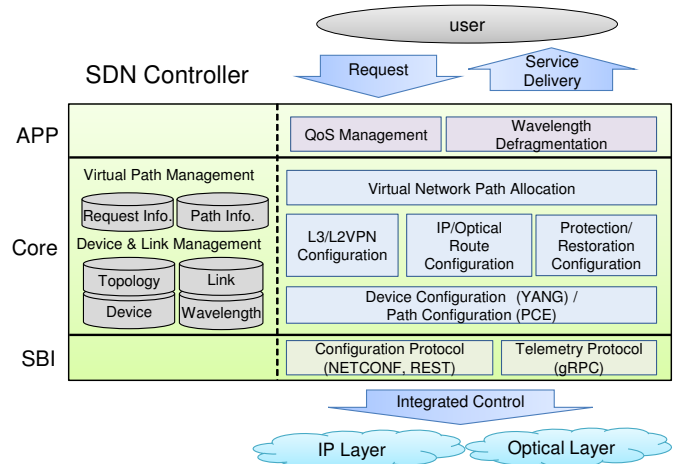 user
SDN Controller
Request
Service
Delivery
APP
QoS Management
Wavelength
Defragmentation
Core
Virtual Path Management
Request Info.
Path Info.
Device & Link Management
Topology
Link
Device
Wavelength
Virtual Network Path Allocation
L3/L2VPN
Configuration
IP/Optical
Route
Configuration
Protection/
Restoration
Configuration
Device Configuration (YANG) /
Path Configuration (PCE)
SBI
Configuration Protocol
(NETCONF, REST)
Telemetry Protocol
(gRPC)
Integrated Control
IP Layer
Optical Layer